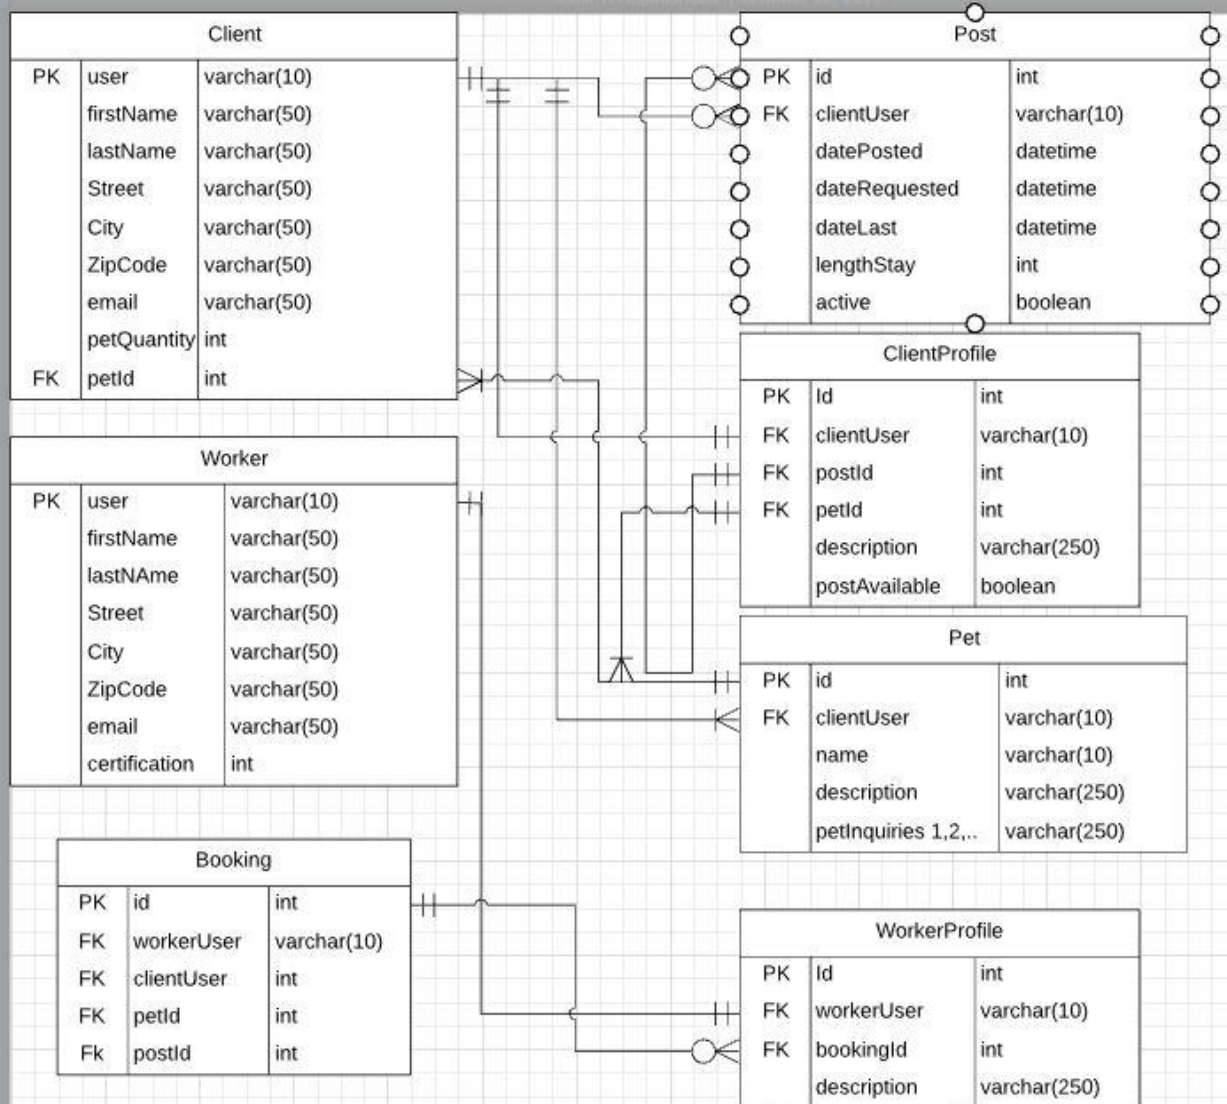 Client
PK user varchar(10)
firstName varchar(50)
lastName varchar(50)
Street varchar(50)
City varchar(50)
ZipCode varchar(50)
email varchar(50)
petQuantity int
FK petId int
Post
PK id int
FK clientUser varchar(10)
datePosted datetime
dateRequested datetime
dateLast datetime
lengthStay int
active boolean
ClientProfile
PK Id int
FK clientUser varchar(10)
FK postId int
FK petId int
description varchar(250)
postAvailable boolean
Worker
PK user varchar(10)
firstName varchar(50)
lastNAme varchar(50)
Street varchar(50)
City varchar(50)
ZipCode varchar(50)
email varchar(50)
certification int
Pet
PK id int
FK clientUser varchar(10)
name varchar(10)
description varchar(250)
petInquiries 1,2,.. varchar(250)
Booking
PK id int
FK workerUser varchar(10)
FK clientUser int
FK petId int
Fk postId int
WorkerProfile
PK Id int
FK workerUser varchar(10)
FK bookingId int
description varchar(250)